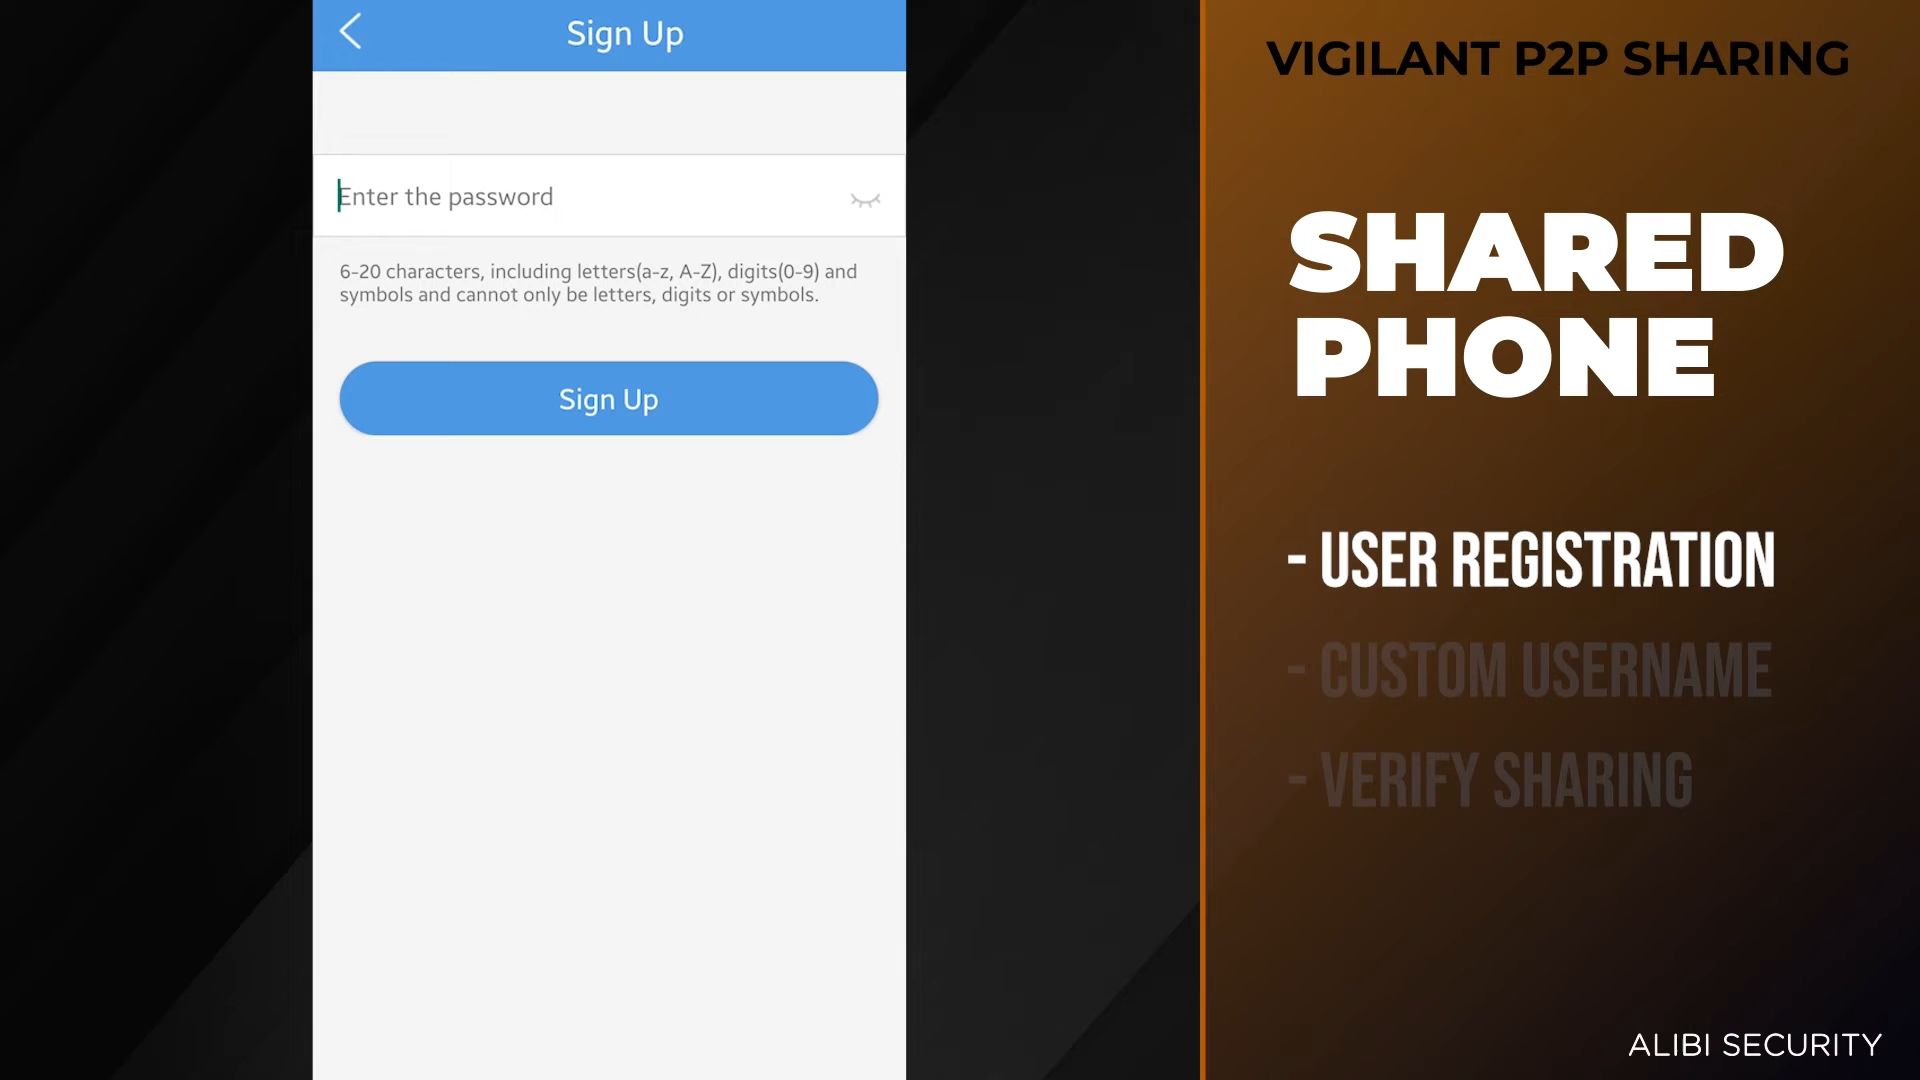 Sign Up
Enter the password
6-20 characters, including letters(a-z, A-Z), digits(0-9) and
symbols and cannot only be letters, digits or symbols.
Sign Up
VIGILANT P2P SHARING
SHARED
PHONE
- USER REGISTRATION
- CUSTOM USERNAME
- VERIFY SHARING
ALIBI SECURITY